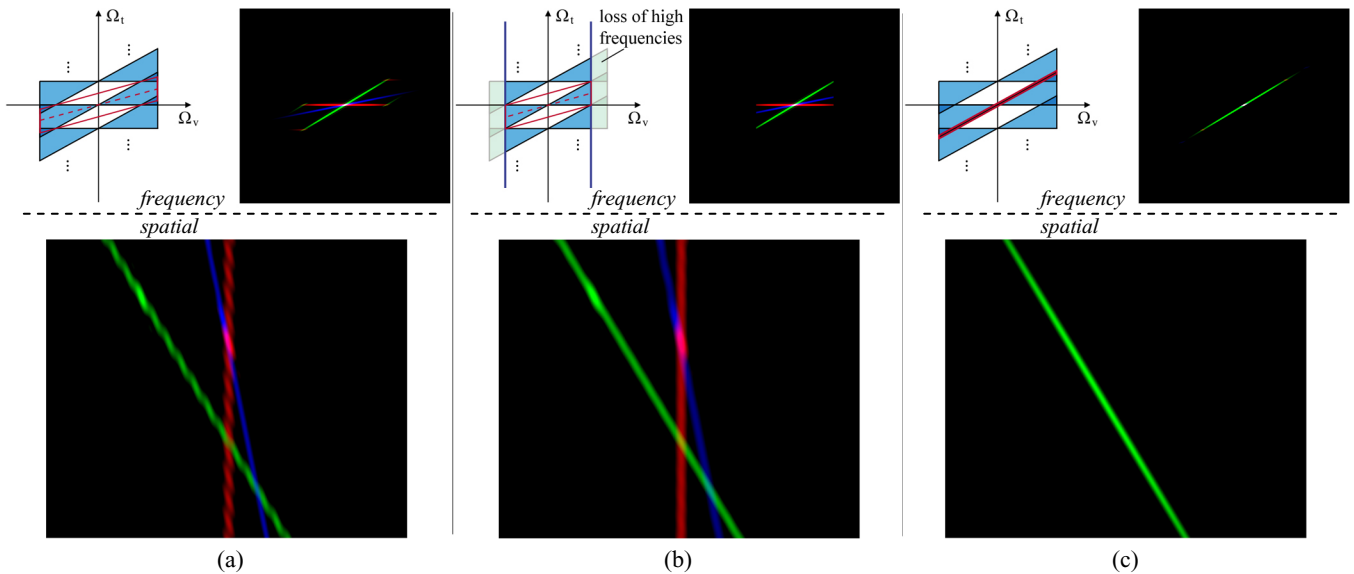 Ωt
⋮
⋮
Ωv
⋮
⋮
frequency
spatial
(a)
Ωt
loss of high
frequencies
⋮
⋮
Ωv
⋮
⋮
frequency
spatial
(b)
Ωt
⋮
⋮
Ωv
⋮
⋮
frequency
spatial
(c)